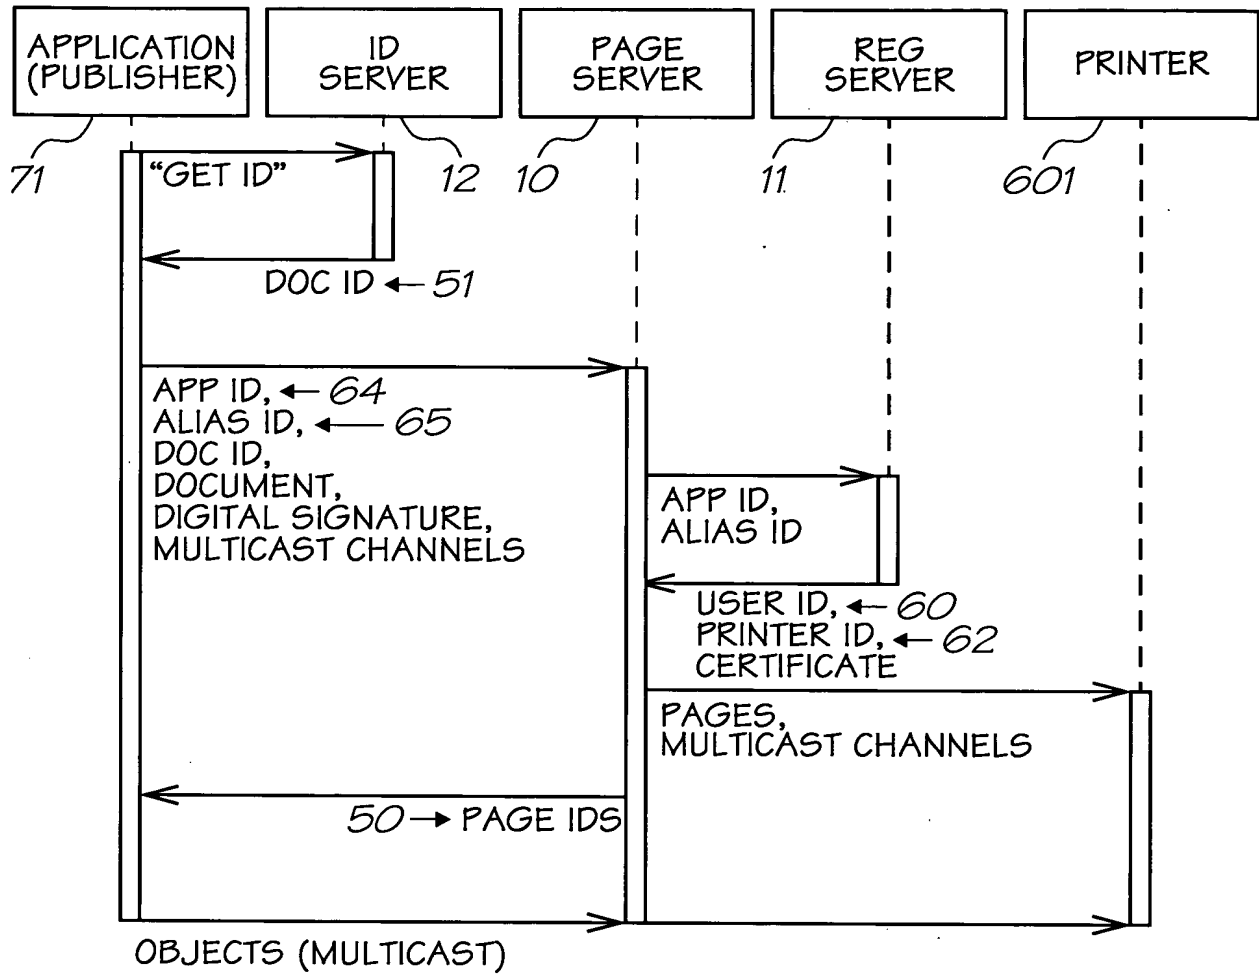 APPLICATION
(PUBLISHER)
ID
SERVER
PAGE
SERVER
REG
SERVER
PRINTER
71
12
10
11
601
“GET ID”
DOC ID
51
APP ID,
64
ALIAS ID,
65
DOC ID,
DOCUMENT,
DIGITAL SIGNATURE,
MULTICAST CHANNELS
APP ID,
ALIAS ID
USER ID,
60
PRINTER ID,
62
CERTIFICATE
PAGES,
MULTICAST CHANNELS
50
PAGE IDS
OBJECTS (MULTICAST)